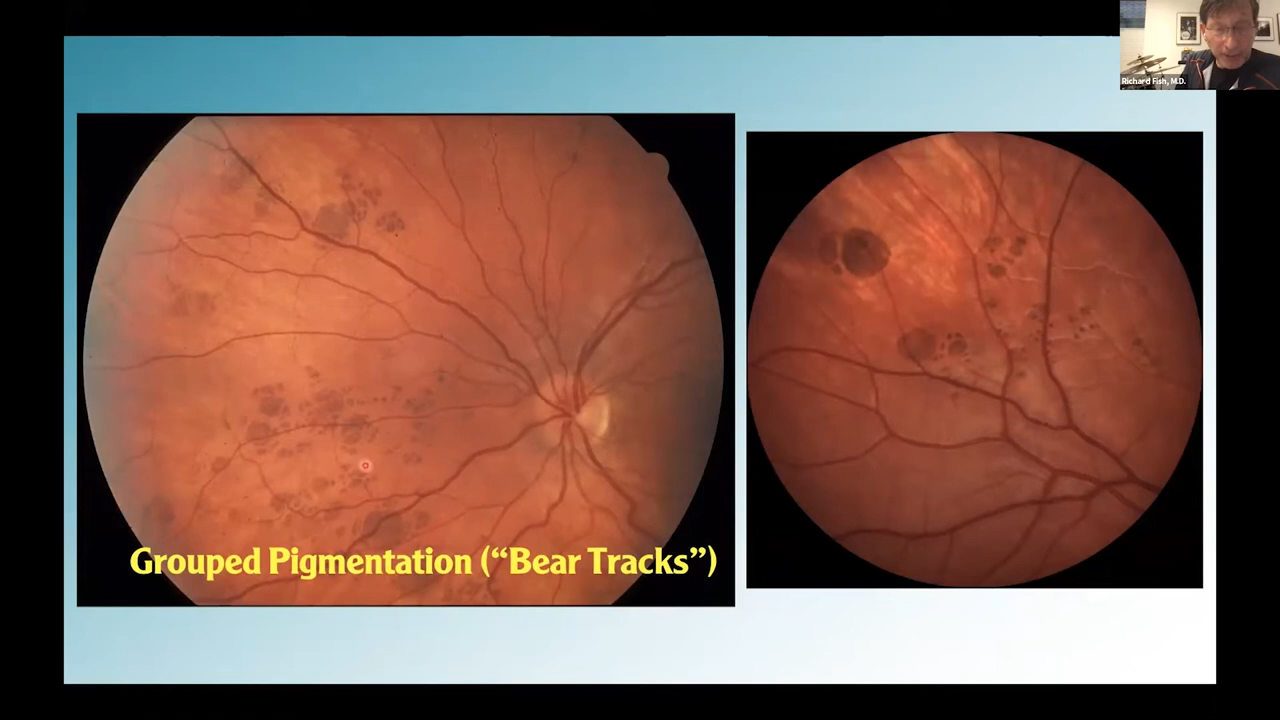 Richard Fish, M.D.
Grouped Pigmentation (“Bear Tracks”)